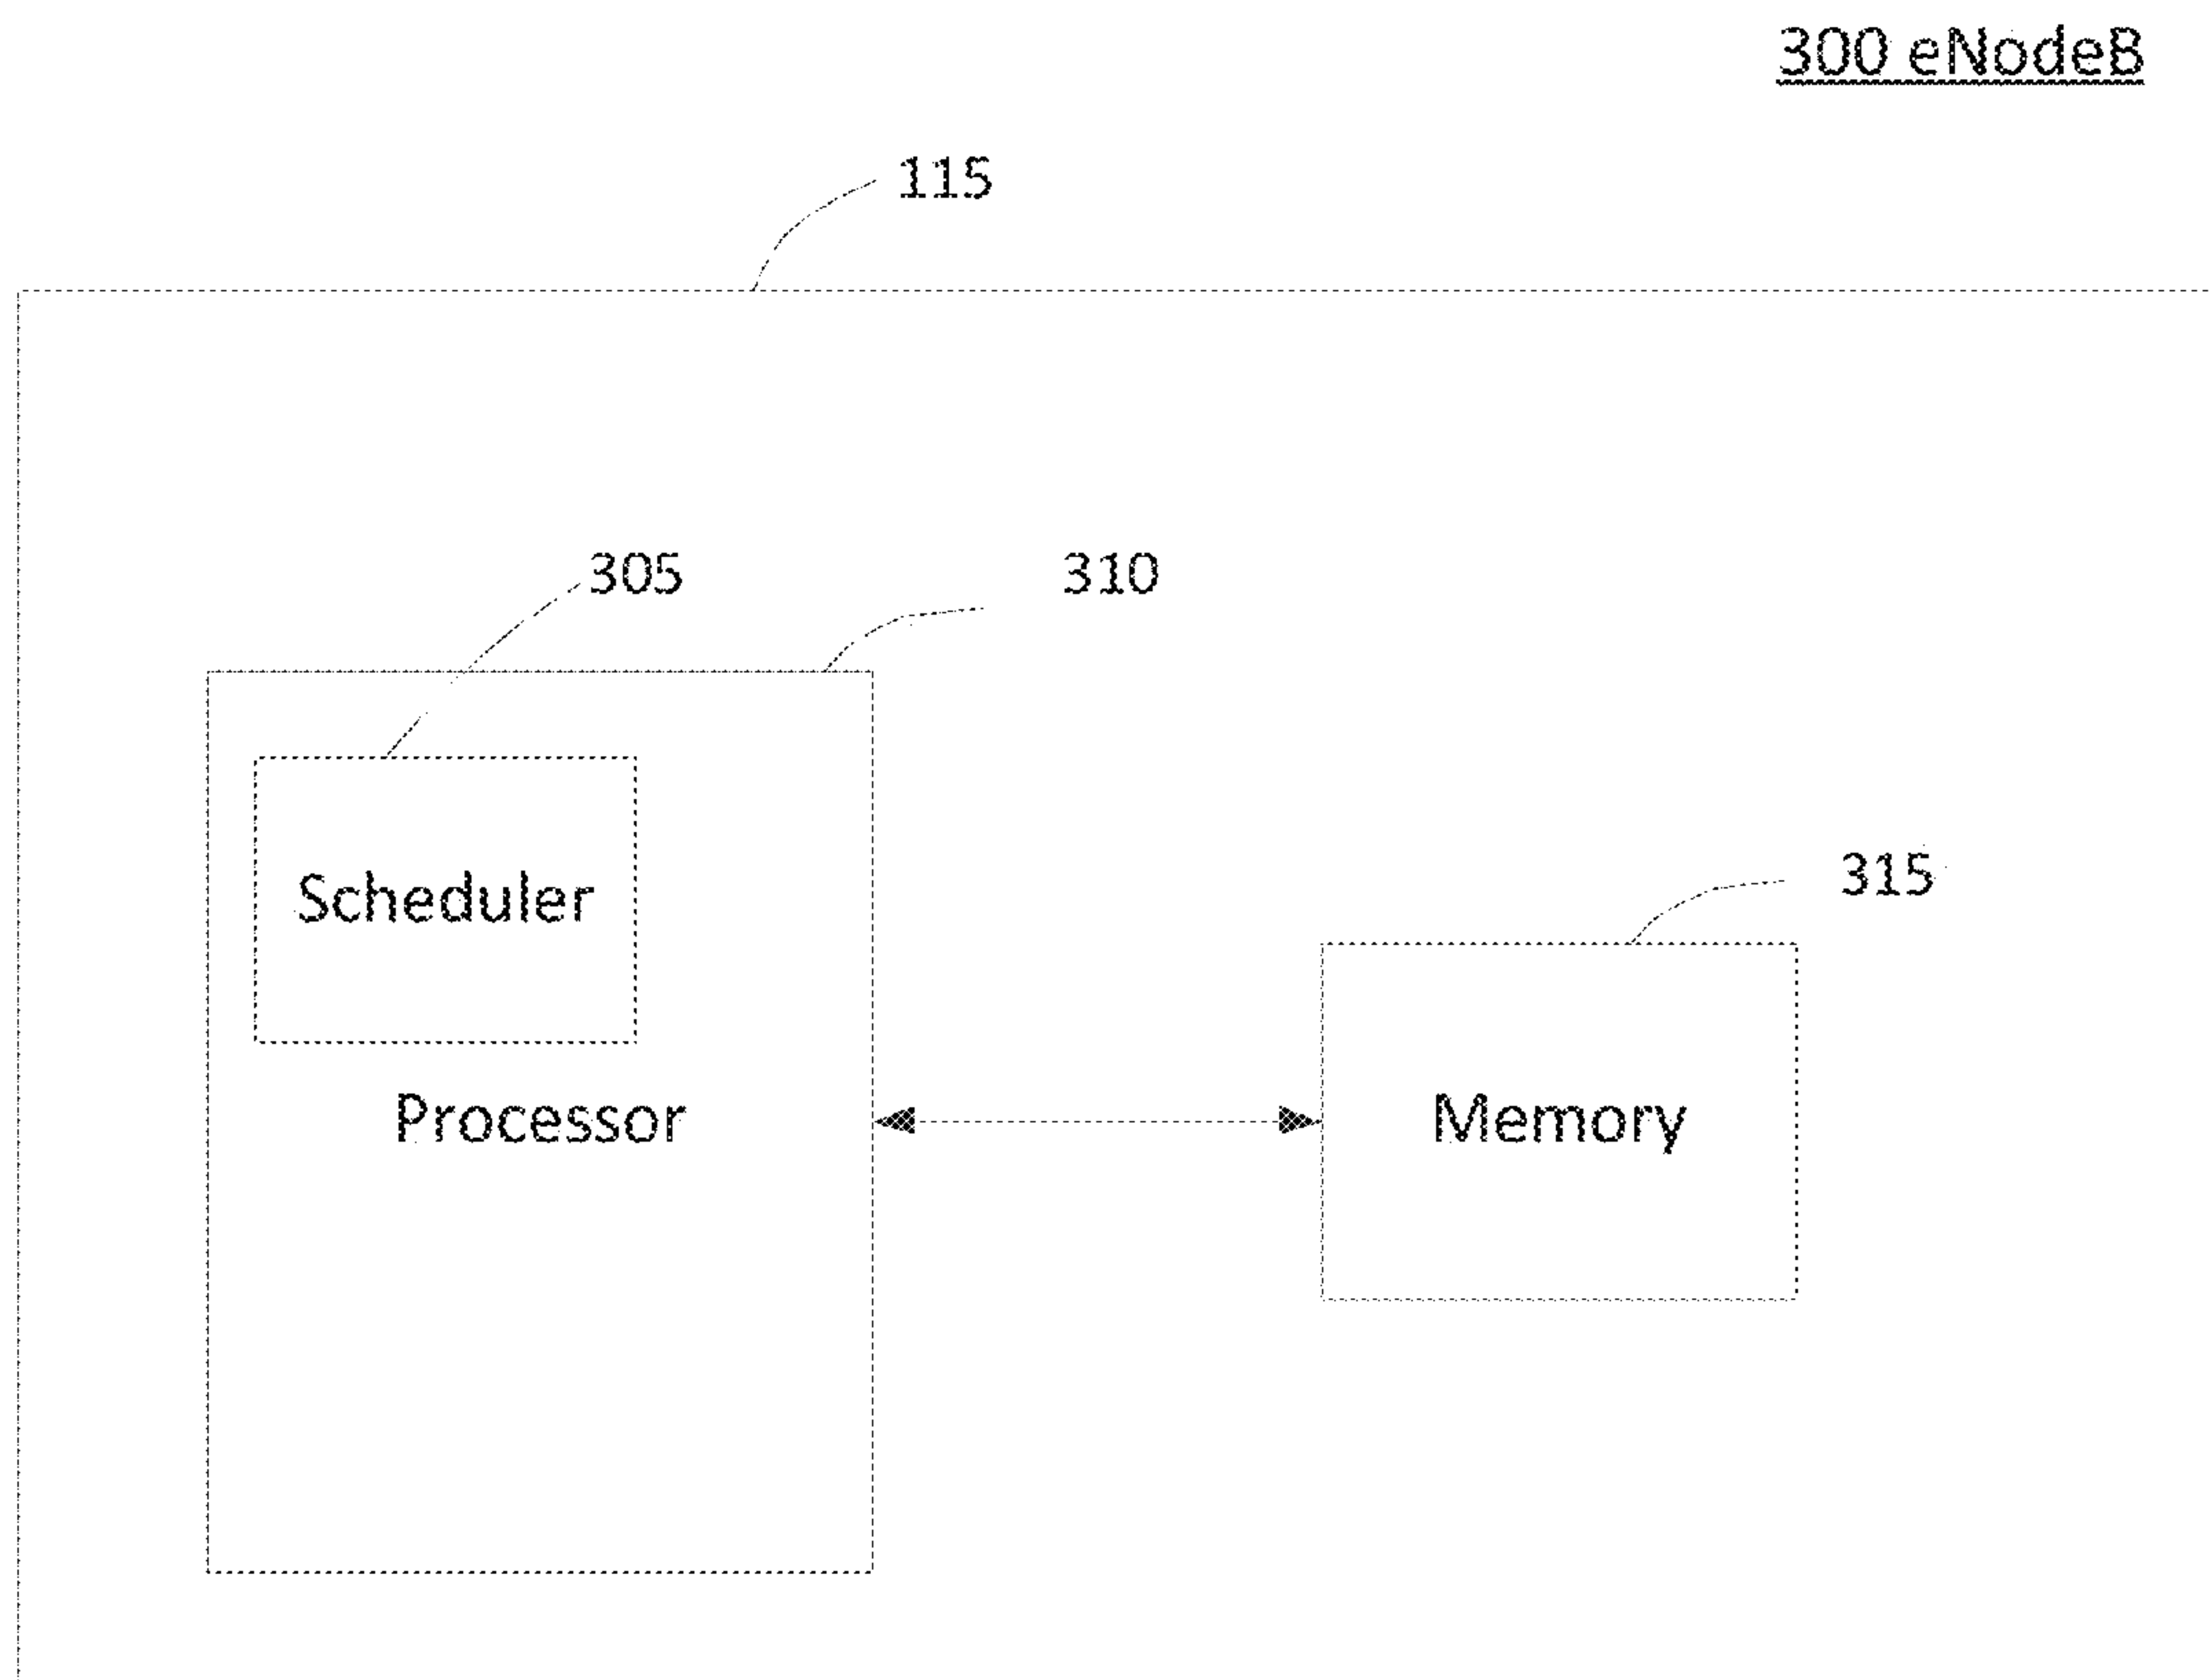 300 eNodeB
115
305
310
Scheduler
315
Processor
Memory